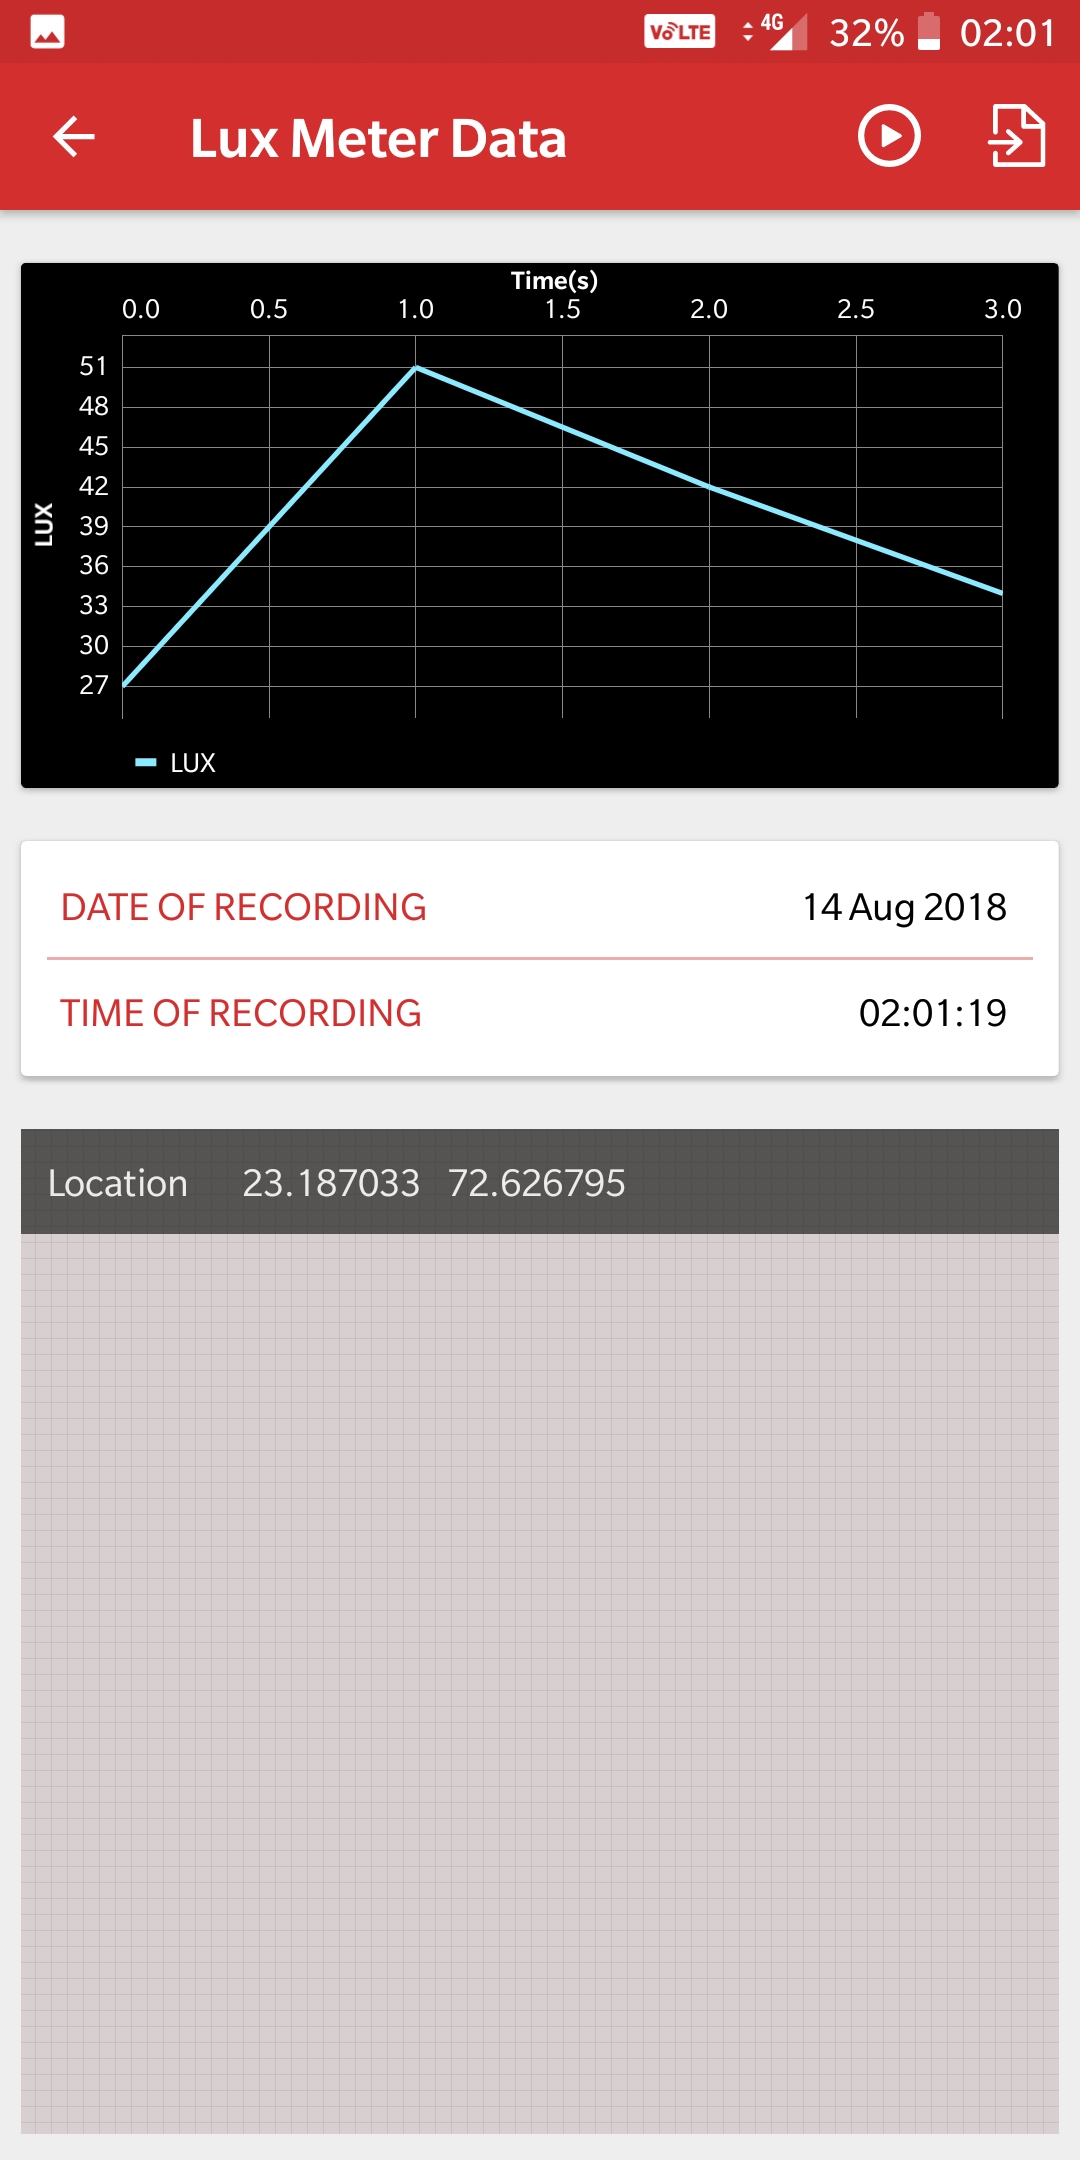 VoLTE 4G 32% 02:01
Lux Meter Data
Time(s)
0.0 0.5 1.0 1.5 2.0 2.5 3.0
51
48
45
42
39
36
33
30
27
LUX
LUX
DATE OF RECORDING 14 Aug 2018
TIME OF RECORDING 02:01:19
Location 23.187033 72.626795